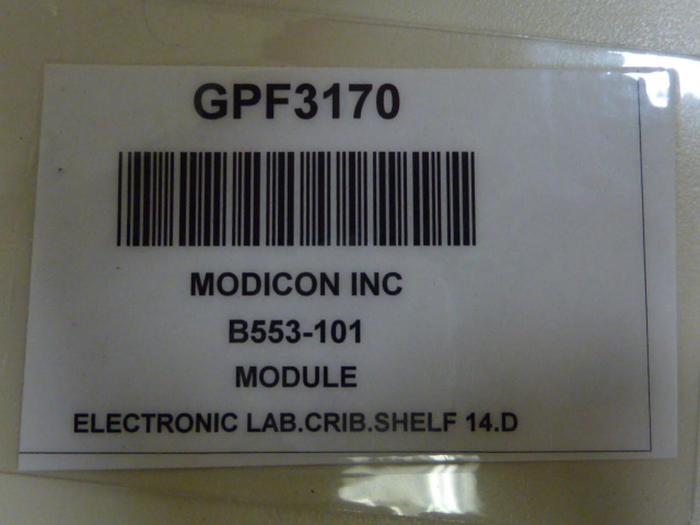 GPF3170
MODICON INC
B553-101
MODULE
ELECTRONIC LAB.CRIB.SHELF 14.D